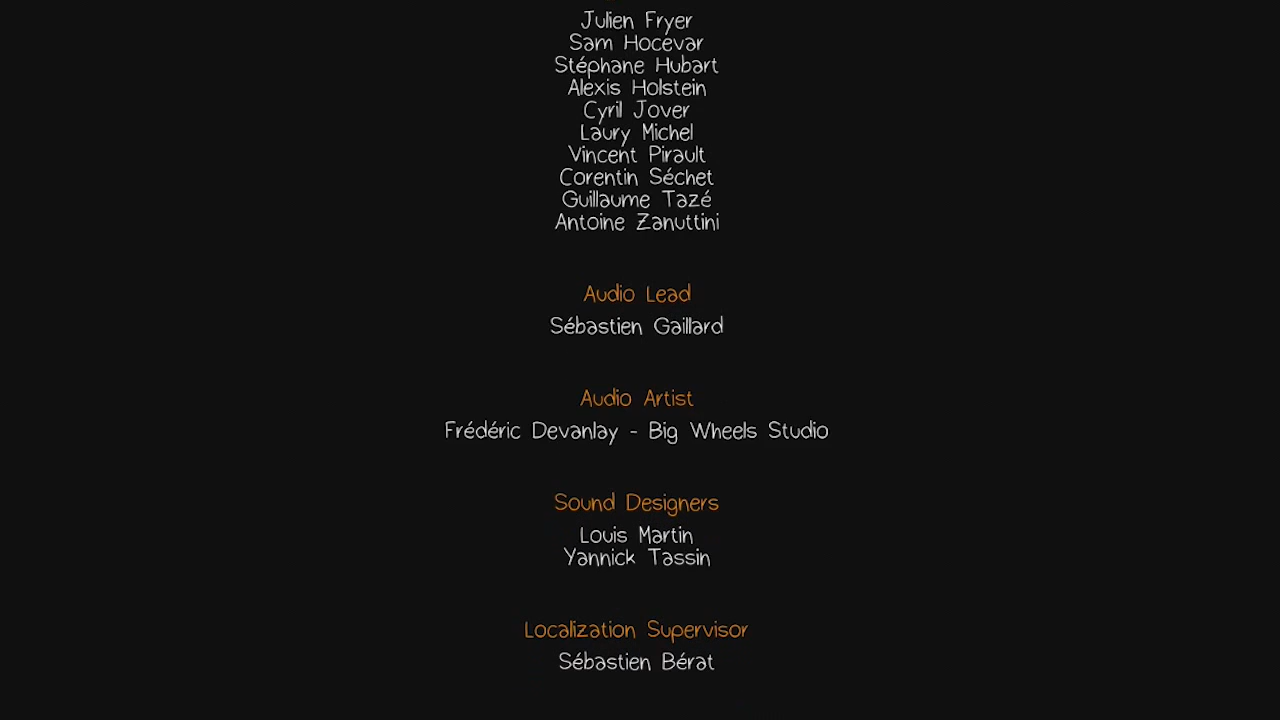 Julien Fryer
Sam Hocevar
Stéphane Hubart
Alexis Holstein
Cyril Jover
Laury Michel
Vincent Pirault
Corentin Séchet
Guillaume Tazé
Antoine Zanuttini
Audio Lead
Sébastien Gaillard
Audio Artist
Frédéric Devanlay - Big Wheels Studio
Sound Designers
Louis Martin
Yannick Tassin
Localization Supervisor
Sébastien Bérat